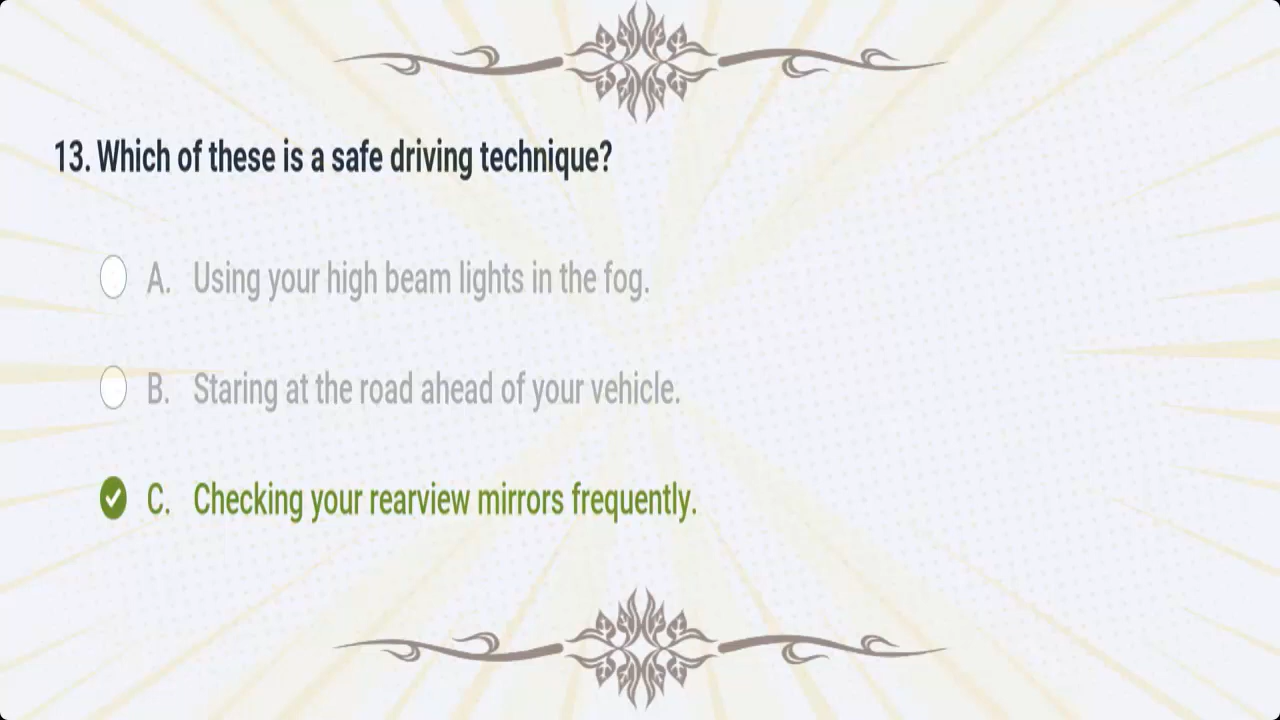 13. Which of these is a safe driving technique?
A. Using your high beam lights in the fog.
B. Staring at the road ahead of your vehicle.
C. Checking your rearview mirrors frequently.